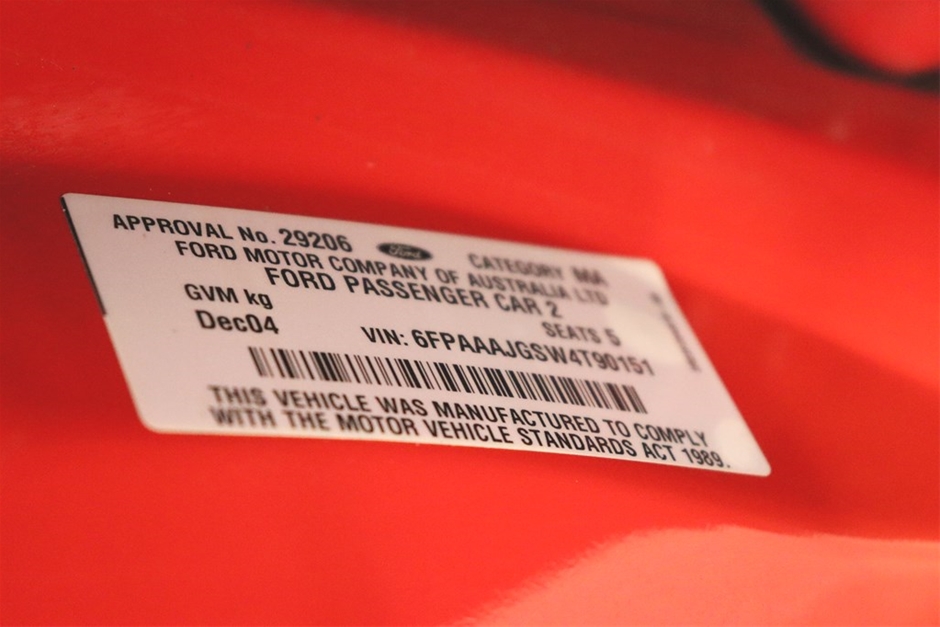 APPROVAL No. 29206 Ford CATEGORY MA
FORD MOTOR COMPANY OF AUSTRALIA LTD
FORD PASSENGER CAR 2
GVM kg SEATS 5
Dec04 VIN: 6FPAAAJGSW4T90151
THIS VEHICLE WAS MANUFACTURED TO COMPLY
WITH THE MOTOR VEHICLE STANDARDS ACT 1989.